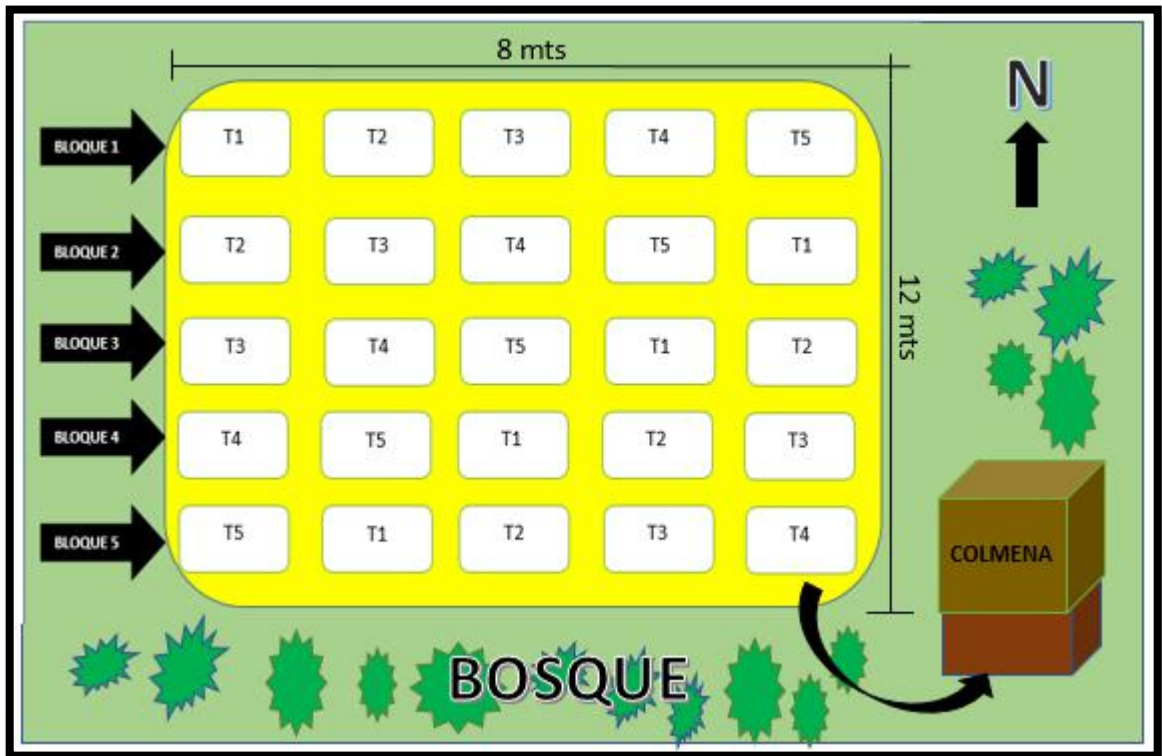 8 mts
N
BLOQUE 1 T1 T2 T3 T4 T5
BLOQUE 2 T2 T3 T4 T5 T1
12 mts
BLOQUE 3 T3 T4 T5 T1 T2
BLOQUE 4 T4 T5 T1 T2 T3
BLOQUE 5 T5 T1 T2 T3 T4
COLMENA
BOSQUE